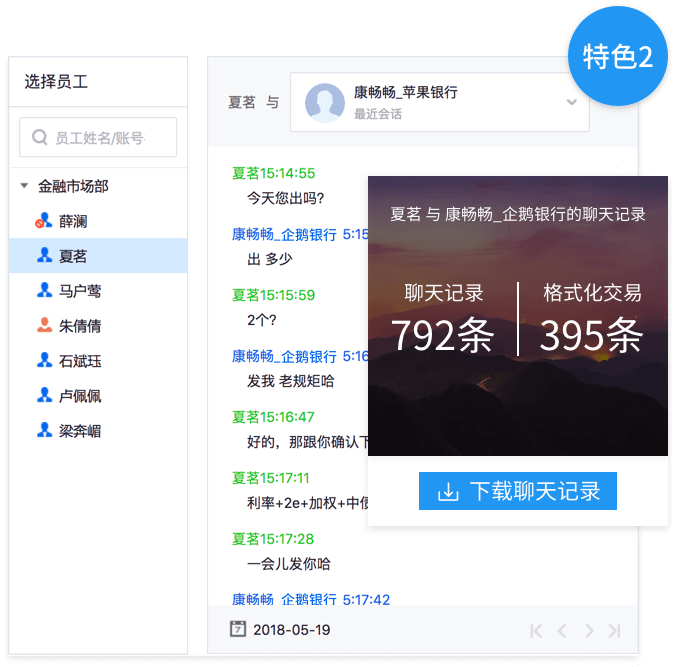 特色2
选择员工
员工姓名/账号
金融市场部
薛澜
夏茗
马户莺
朱倩倩
石斌珏
卢佩佩
梁奔嵋
夏茗 与
康畅畅_苹果银行
最近会话
夏茗15:14:55
今天您出吗?
康畅畅_企鹅银行 5:15
出 多少
夏茗15:15:59
2个?
康畅畅_企鹅银行 5:16
发我 老规矩哈
夏茗15:16:47
好的，那跟你确认下
夏茗15:17:11
利率+2e+加权+中债
夏茗15:17:28
一会儿发你哈
康畅畅_企鹅银行 5:17:42
7
2018-05-19
夏茗 与 康畅畅_企鹅银行的聊天记录
聊天记录
792条
格式化交易
395条
下载聊天记录